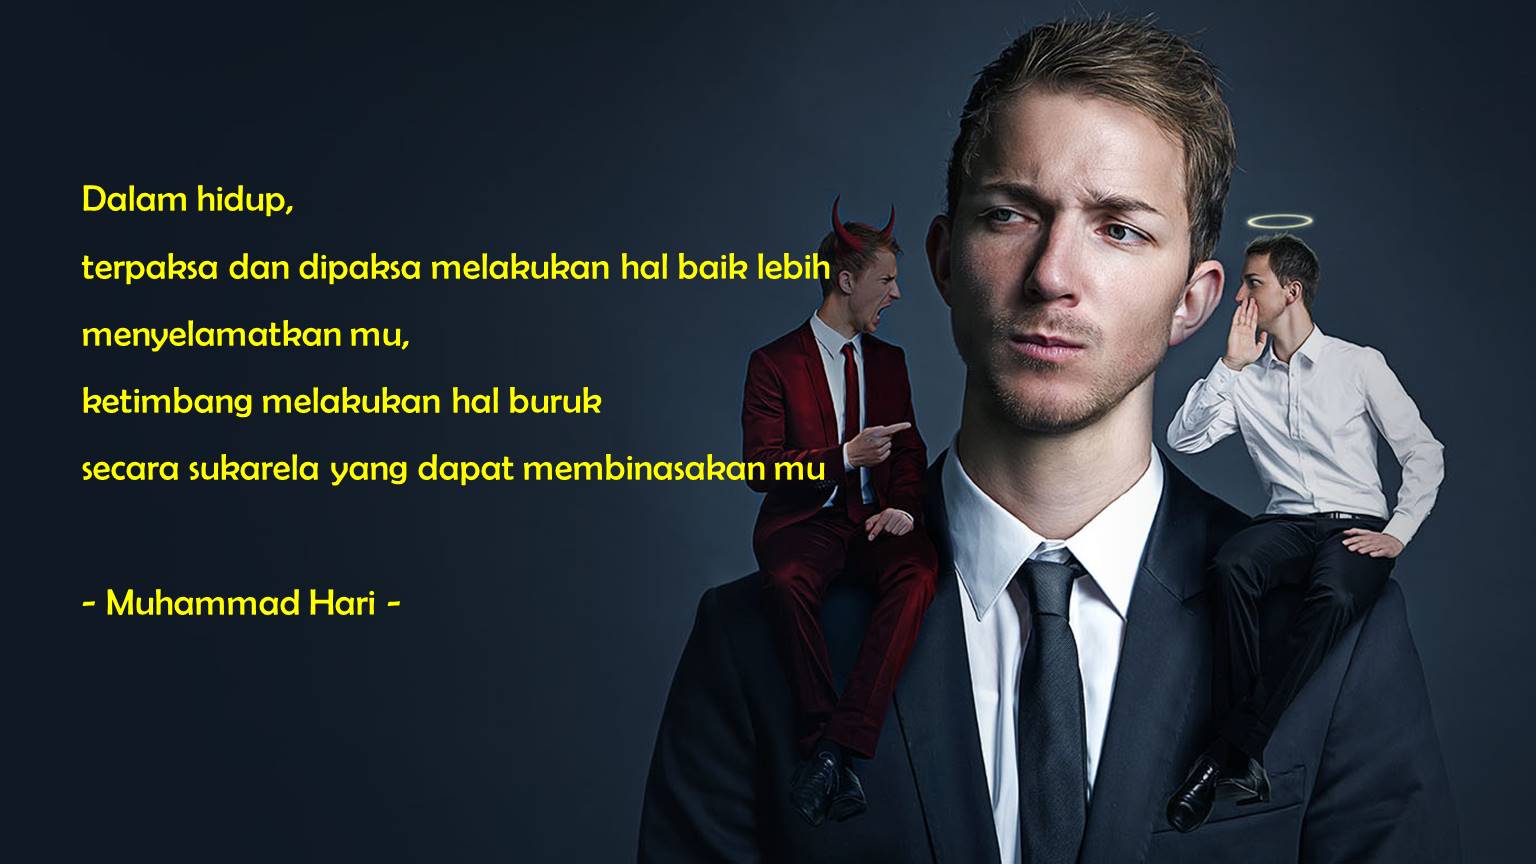 Dalam hidup,
terpaksa dan dipaksa melakukan hal baik lebih
menyelamatkan mu,
ketimbang melakukan hal buruk
secara sukarela yang dapat membinasakan mu
- Muhammad Hari -